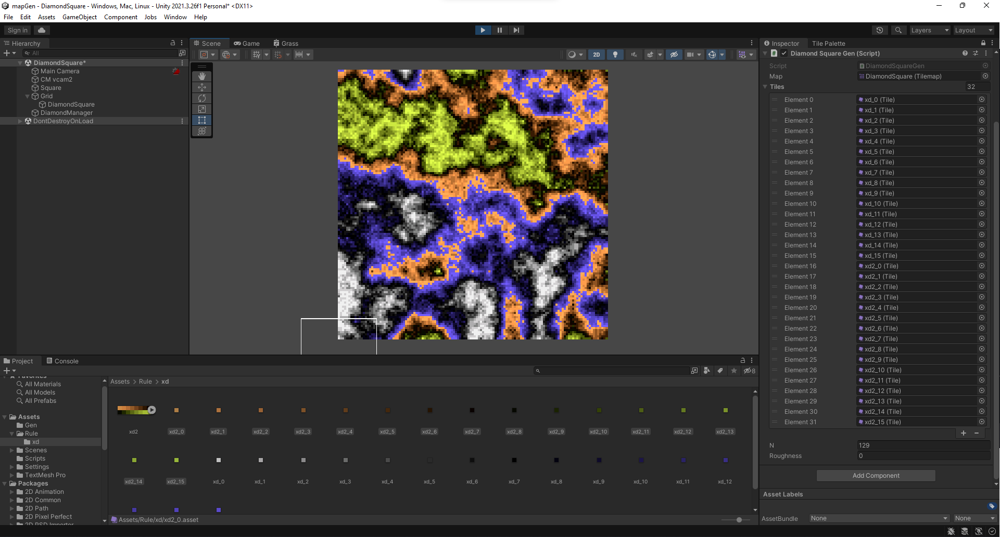 mapGen - DiamondSquare - Windows, Mac, Linux - Unity 2021.3.26f1 Personal* <DX11>
File Edit Assets GameObject Component Jobs Window Help
Sign in
Layers
Layout
Hierarchy
All
DiamondSquare*
Main Camera
CM vcam2
Square
Grid
DiamondSquare
DiamondManager
DontDestroyOnLoad
Scene
Game
Grass
2D
Inspector
Tile Palette
Diamond Square Gen (Script)
Script DiamondSquareGen
Map DiamondSquare (Tilemap)
Tiles 32
Element 0 xd_0 (Tile)
Element 1 xd_1 (Tile)
Element 2 xd_2 (Tile)
Element 3 xd_3 (Tile)
Element 4 xd_4 (Tile)
Element 5 xd_5 (Tile)
Element 6 xd_6 (Tile)
Element 7 xd_7 (Tile)
Element 8 xd_8 (Tile)
Element 9 xd_9 (Tile)
Element 10 xd_10 (Tile)
Element 11 xd_11 (Tile)
Element 12 xd_12 (Tile)
Element 13 xd_13 (Tile)
Element 14 xd_14 (Tile)
Element 15 xd_15 (Tile)
Element 16 xd2_0 (Tile)
Element 17 xd2_1 (Tile)
Element 18 xd2_2 (Tile)
Element 19 xd2_3 (Tile)
Element 20 xd2_4 (Tile)
Element 21 xd2_5 (Tile)
Element 22 xd2_6 (Tile)
Element 23 xd2_7 (Tile)
Element 24 xd2_8 (Tile)
Element 25 xd2_9 (Tile)
Element 26 xd2_10 (Tile)
Element 27 xd2_11 (Tile)
Element 28 xd2_12 (Tile)
Element 29 xd2_13 (Tile)
Element 30 xd2_14 (Tile)
Element 31 xd2_15 (Tile)
N 129
Roughness 0
Add Component
Asset Labels
AssetBundle None None
Project
Console
8
Favorites
All Materials
All Models
All Prefabs
Assets
Gen
Rule
xd
Scenes
Scripts
Settings
TextMesh Pro
Packages
2D Animation
2D Common
2D Path
2D Pixel Perfect
2D PSD Importer
Assets > Rule > xd
xd2 xd2_0 xd2_1 xd2_2 xd2_3 xd2_4 xd2_5 xd2_6 xd2_7 xd2_8 xd2_9 xd2_10 xd2_11 xd2_12 xd2_13
xd2_14 xd2_15 xd_0 xd_1 xd_2 xd_3 xd_4 xd_5 xd_6 xd_7 xd_8 xd_9 xd_10 xd_11 xd_12
Assets/Rule/xd/xd2_0.asset